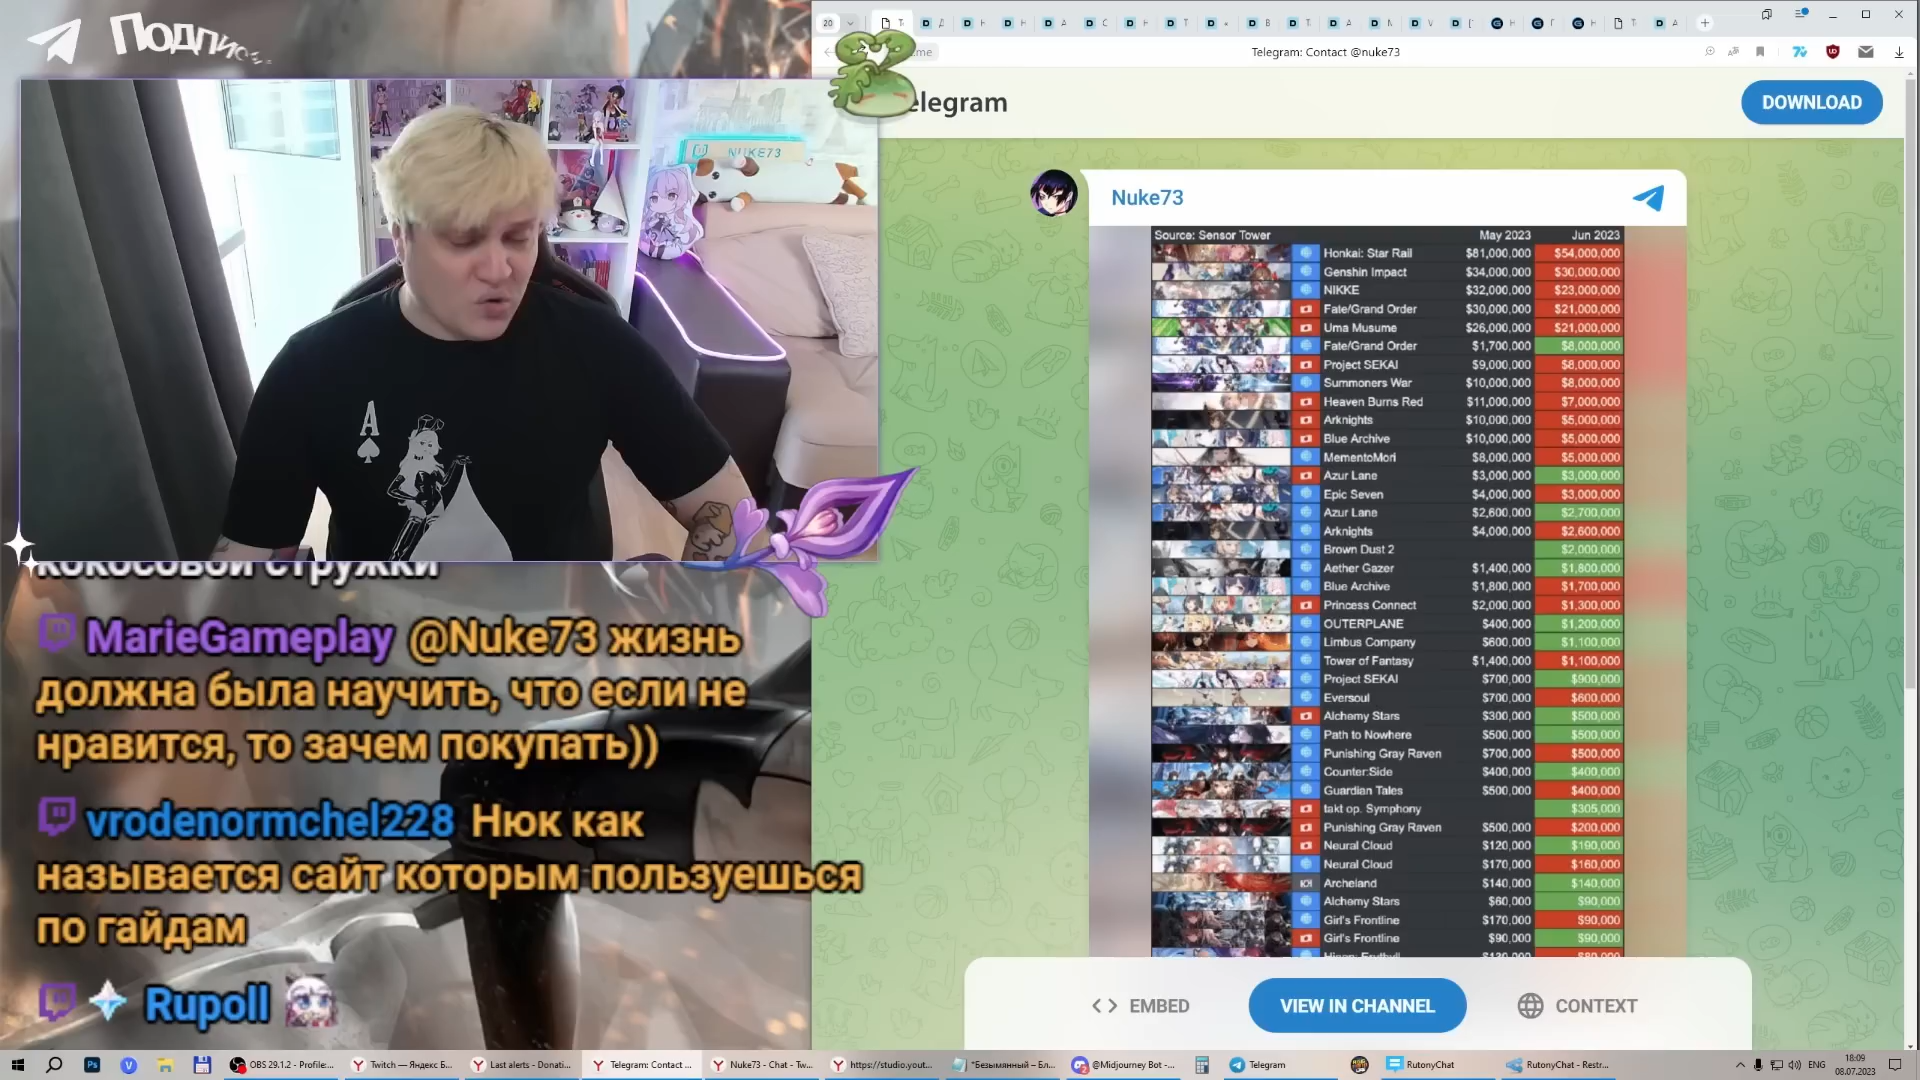 Подпис
NUKE73
A
кокосовой стружки
MarieGameplay @Nuke73 жизнь
должна была научить, что если не
нравится, то зачем покупать))
vrodenormchel228 Нюк как
называется сайт которым пользуешься
по гайдам
Rupoll
20
Telegram: Contact @nuke73
elegram
DOWNLOAD
Nuke73
Source: Sensor Tower May 2023 Jun 2023
Honkai: Star Rail $81,000,000 $54,000,000
Genshin Impact $34,000,000 $30,000,000
NIKKE $32,000,000 $23,000,000
Fate/Grand Order $30,000,000 $21,000,000
Uma Musume $26,000,000 $21,000,000
Fate/Grand Order $1,700,000 $8,000,000
Project SEKAI $9,000,000 $8,000,000
Summoners War $10,000,000 $8,000,000
Heaven Burns Red $11,000,000 $7,000,000
Arknights $10,000,000 $5,000,000
Blue Archive $10,000,000 $5,000,000
MementoMori $8,000,000 $5,000,000
Azur Lane $3,000,000 $3,000,000
Epic Seven $4,000,000 $3,000,000
Azur Lane $2,600,000 $2,700,000
Arknights $4,000,000 $2,600,000
Brown Dust 2 $2,000,000
Aether Gazer $1,400,000 $1,800,000
Blue Archive $1,800,000 $1,700,000
Princess Connect $2,000,000 $1,300,000
OUTERPLANE $400,000 $1,200,000
Limbus Company $600,000 $1,100,000
Tower of Fantasy $1,400,000 $1,100,000
Project SEKAI $700,000 $900,000
Eversoul $700,000 $600,000
Alchemy Stars $300,000 $500,000
Path to Nowhere $500,000 $500,000
Punishing Gray Raven $700,000 $500,000
Counter:Side $400,000 $400,000
Guardian Tales $500,000 $400,000
takt op. Symphony $305,000
Punishing Gray Raven $500,000 $200,000
Neural Cloud $120,000 $190,000
Neural Cloud $170,000 $160,000
Archeland $140,000 $140,000
Alchemy Stars $60,000 $90,000
Girl's Frontline $170,000 $90,000
Girl's Frontline $90,000 $90,000
EMBED
VIEW IN CHANNEL
CONTEXT
OBS 29.1.2 - Profile:...
Twitch — Яндекс Б...
Last alerts - Donati...
Telegram: Contact ...
Nuke73 - Chat - Tw...
https://studio.yout...
*Безымянный – Бл...
@Midjourney Bot -...
Telegram
RutonyChat
RutonyChat - Restr...
ENG
18:09
08.07.2023